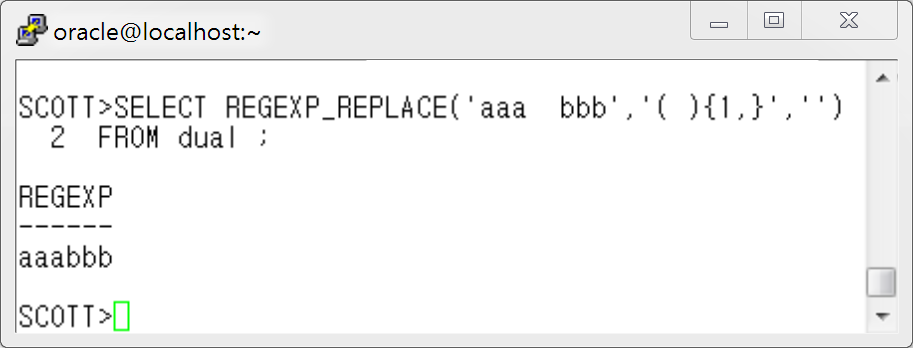 oracle@localhost:~
SCOTT>SELECT REGEXP_REPLACE('aaa  bbb','( ){1,}','')
  2  FROM dual ;
REGEXP
------
aaabbb
SCOTT>